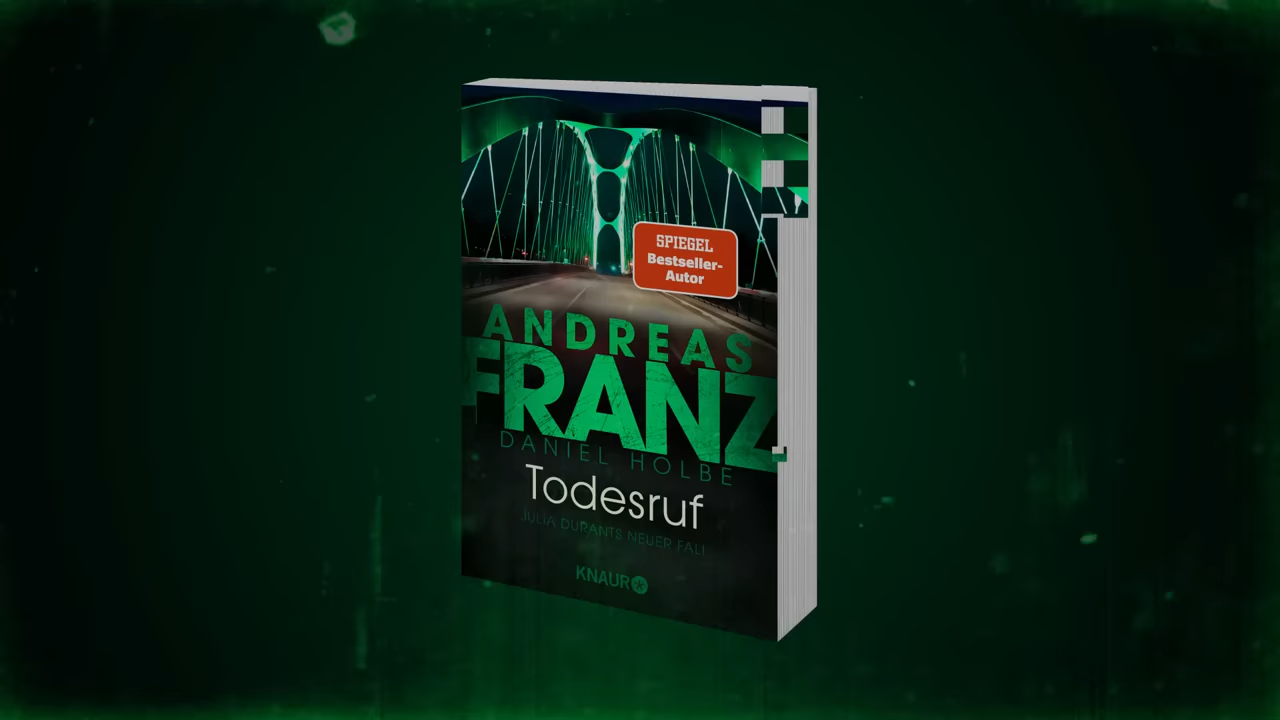 SPIEGEL
Bestseller-
Autor
ANDREAS
FRANZ
DANIEL HOLBE
Todesruf
JULIA DURANTS NEUER FALL
KNAUR